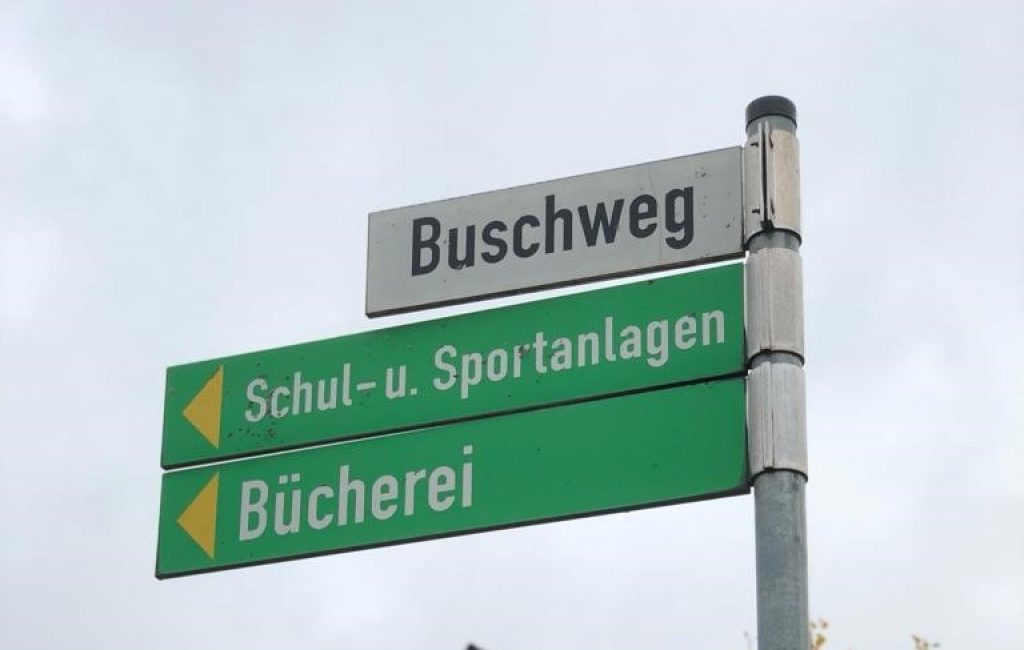 Buschweg
Schul- u. Sportanlagen
Bücherei